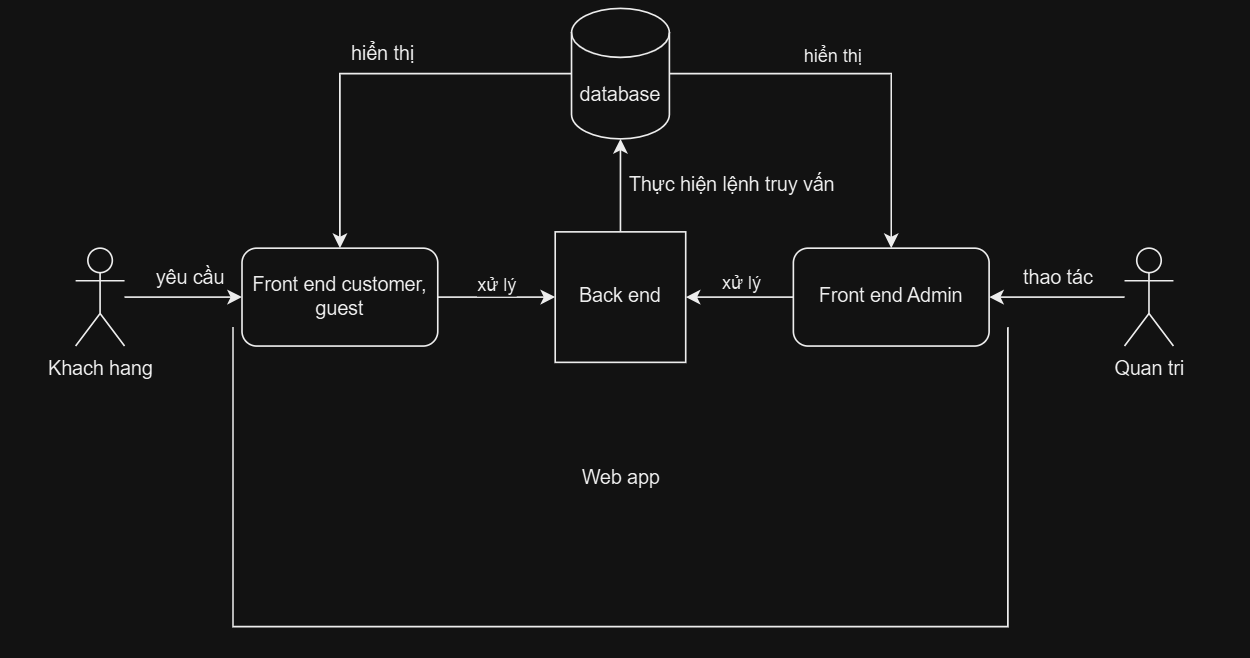 hiển thị
hiển thị
database
Thực hiện lệnh truy vấn
yêu cầu
Front end customer,
guest
xử lý
Back end
xử lý
Front end Admin
thao tác
Khach hang
Quan tri
Web app